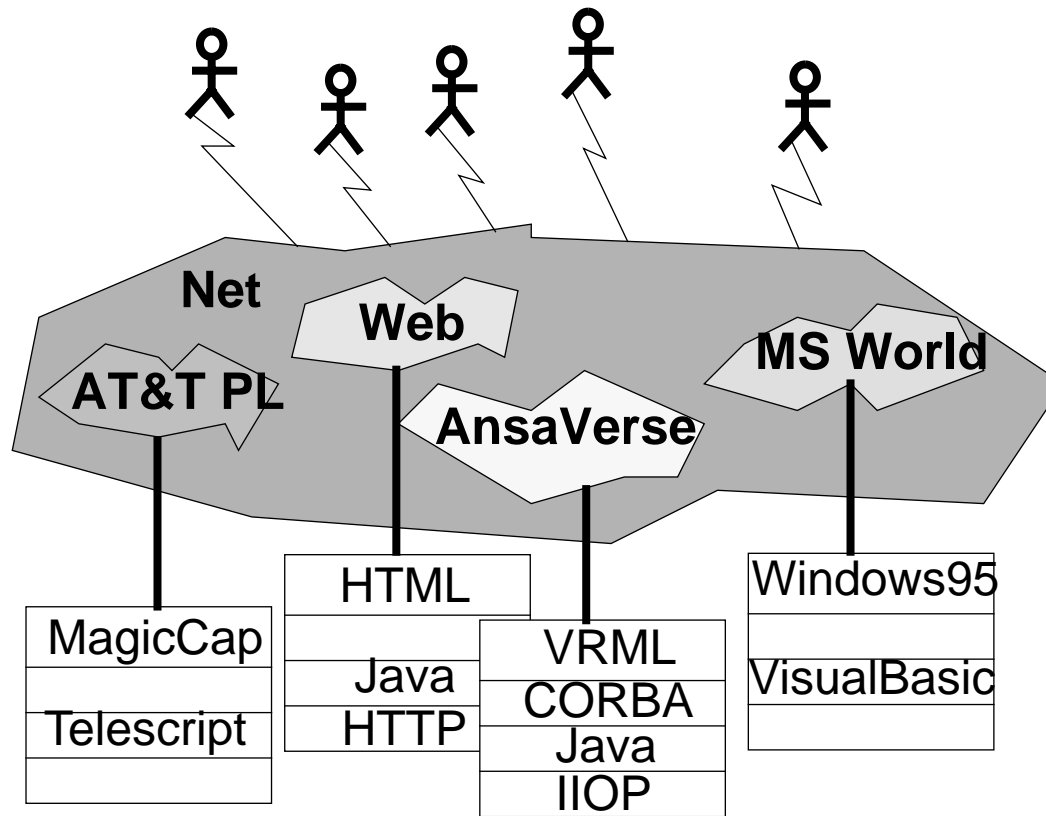 Net
Web
MS World
AT&T PL
AnsaVerse
MagicCap
Telescript
HTML
Java
HTTP
VRML
CORBA
Java
IIOP
Windows95
VisualBasic